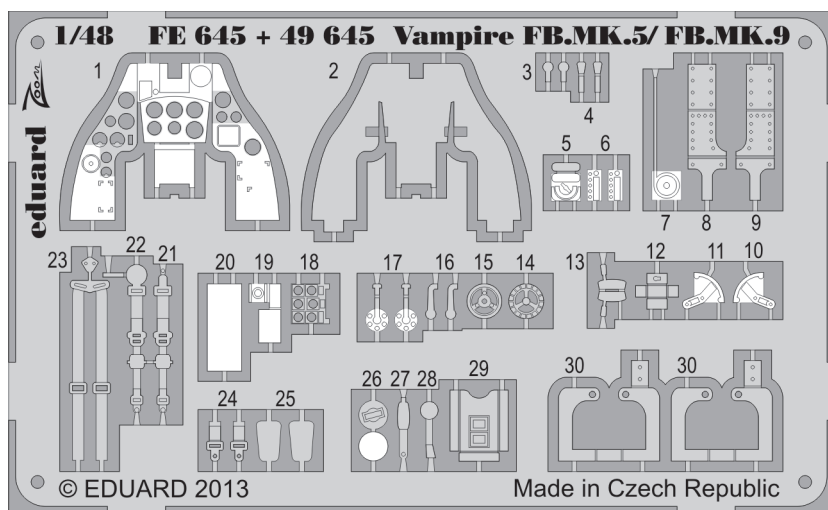 1/48 FE 645 + 49 645 Vampire FB.MK.5/ FB.MK.9
eduard Zoom
1 2 3 4
5 6 7 8 9
23 22 21 20 19 18 17 16 15 14 13 12 11 10
24 25 26 27 28 29 30 30
© EDUARD 2013 Made in Czech Republic